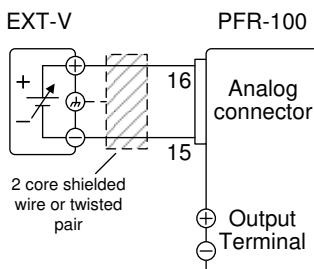 EXT-V
PFR-100
16
Analog
connector
15
2 core shielded
wire or twisted
pair
Output
Terminal